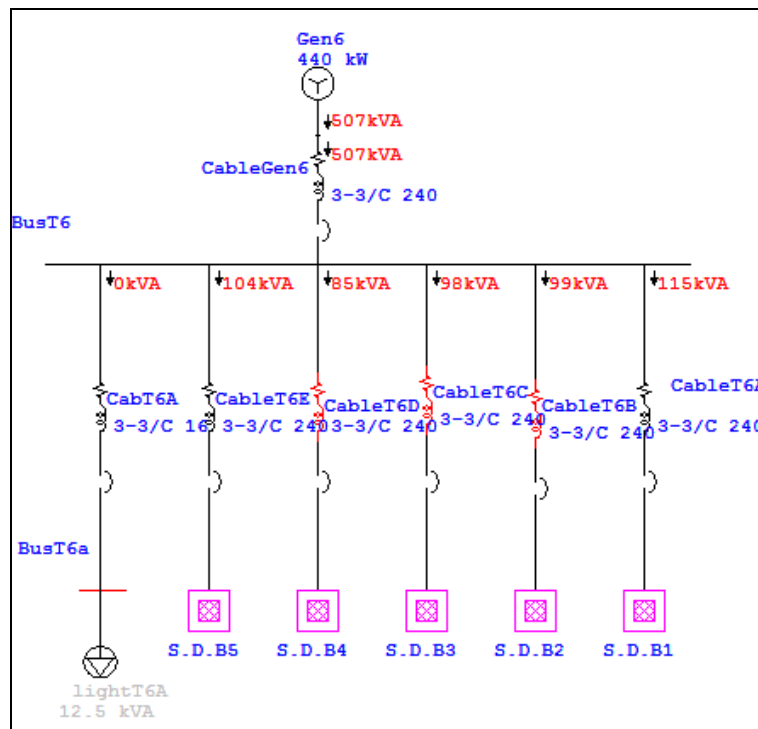 Gen6
440 kW
507kVA
507kVA
CableGen6
3-3/C 240
BusT6
0kVA
104kVA
85kVA
98kVA
99kVA
115kVA
CabT6A
CableT6E
CableT6D
CableT6C
CableT6B
CableT6A
3-3/C 16
3-3/C 240
3-3/C 240
3-3/C 240
3-3/C 240
3-3/C 240
BusT6a
S.D.B5
S.D.B4
S.D.B3
S.D.B2
S.D.B1
lightT6A
12.5 kVA